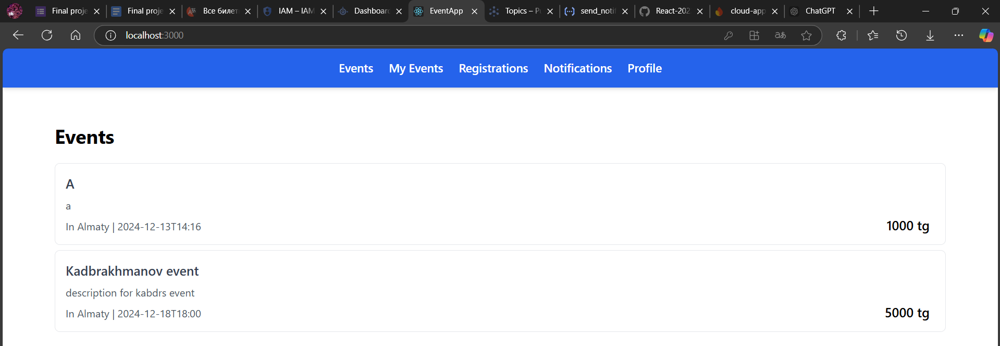 Final proje
Final proje
Все билет
IAM – IAM
Dashboard
EventApp
Topics – Pu
send_notif
React-202
cloud-app
ChatGPT
localhost:3000
Events
My Events
Registrations
Notifications
Profile
Events
A
a
In Almaty | 2024-12-13T14:16
1000 tg
Kadbrakhmanov event
description for kabdrs event
In Almaty | 2024-12-18T18:00
5000 tg